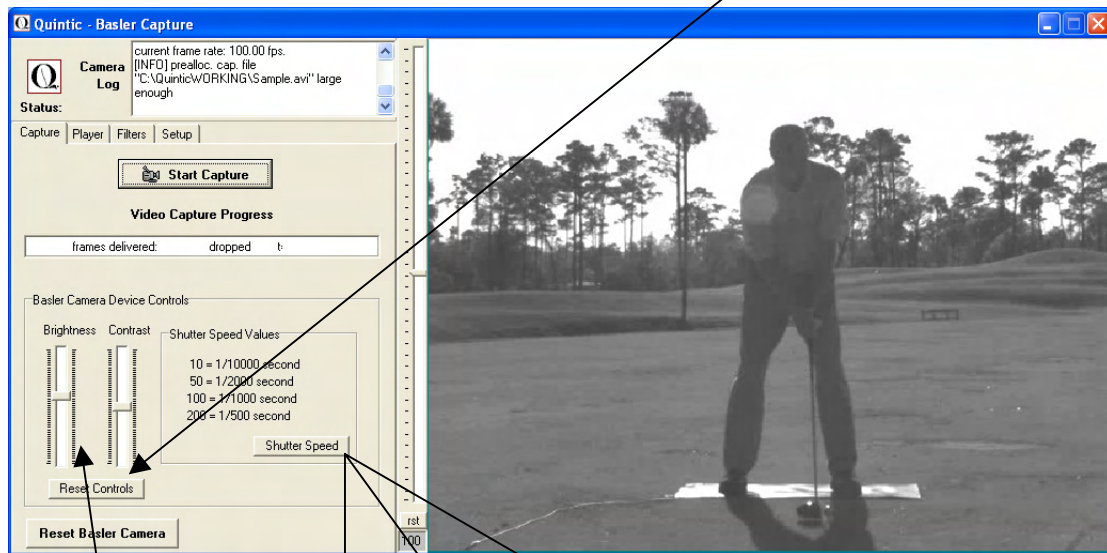 Quintic - Basler Capture
Camera Log
current frame rate: 100.00 fps.
[INFO] prealloc. cap. file
"C:\QuinticWORKING\Sample.avi" large
enough
Q
Status:
Capture Player Filters Setup
Start Capture
Video Capture Progress
frames delivered: dropped t:
Basler Camera Device Controls
Brightness Contrast
Shutter Speed Values
10 = 1/10000 second
50 = 1/2000 second
100 = 1/1000 second
200 = 1/500 second
Shutter Speed
Reset Controls
Reset Basler Camera
rst
100